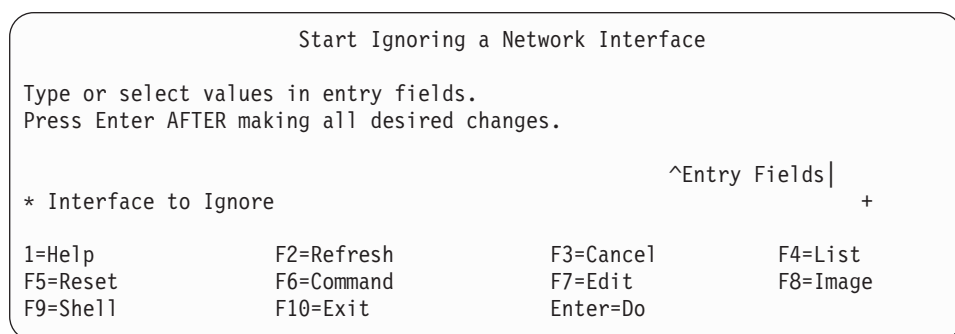 Start Ignoring a Network Interface
Type or select values in entry fields.
Press Enter AFTER making all desired changes.
^Entry Fields|
* Interface to Ignore +
1=Help F2=Refresh F3=Cancel F4=List
F5=Reset F6=Command F7=Edit F8=Image
F9=Shell F10=Exit Enter=Do